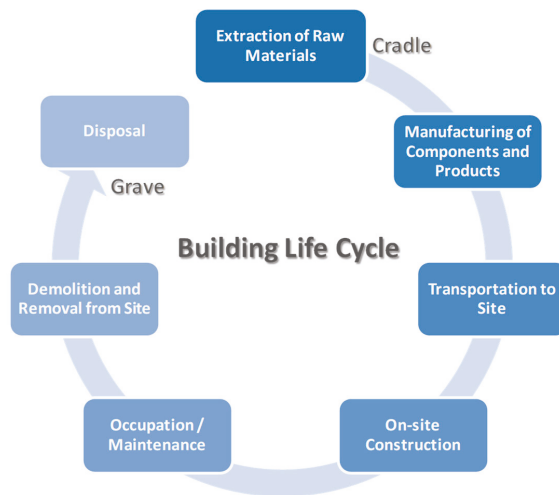 Extraction of Raw
Materials
Cradle
Manufacturing of
Components and
Products
Transportation to
Site
On-site
Construction
Occupation /
Maintenance
Demolition and
Removal from Site
Grave
Disposal
Building Life Cycle